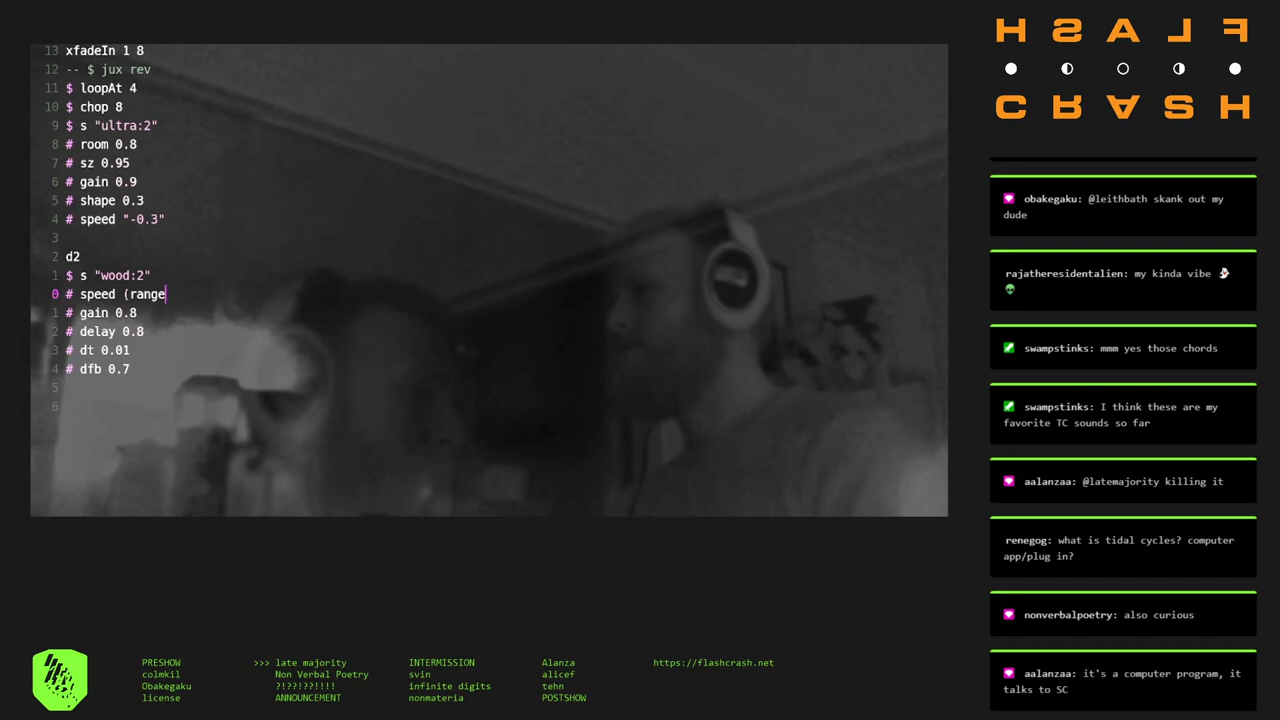 13 xfadeIn 1 8
12 -- $ jux rev
11 $ loopAt 4
10 $ chop 8
9 $ s "ultra:2"
8 # room 0.8
7 # sz 0.95
6 # gain 0.9
5 # shape 0.3
4 # speed "-0.3"
3
2 d2
1 $ s "wood:2"
0 # speed (range
1 # gain 0.8
2 # delay 0.8
3 # dt 0.01
4 # dfb 0.7
5
6
FLASH
CRASH
obakegaku: @leithbath skank out my
dude
rajatheresidentalien: my kinda vibe 👻
👽
swampstinks: mmm yes those chords
swampstinks: I think these are my
favorite TC sounds so far
aalanzaa: @latemajority killing it
renegog: what is tidal cycles? computer
app/plug in?
nonverbalpoetry: also curious
aalanzaa: it's a computer program, it
talks to SC
PRESHOW
colmkil
Obakegaku
license
>>> late majority
Non Verbal Poetry
?!??!??!!!!
ANNOUNCEMENT
INTERMISSION
svin
infinite digits
nonmateria
Alanza
alicef
tehn
POSTSHOW
https://flashcrash.net